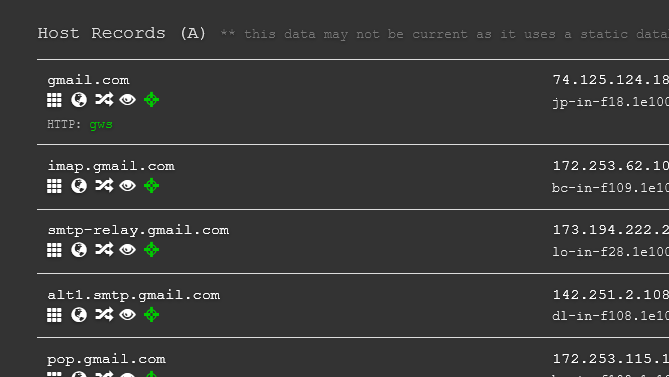 Host Records (A) ** this data may not be current as it uses a static data
gmail.com 74.125.124.18
jp-in-f18.1e100
HTTP: gws
imap.gmail.com 172.253.62.10
bc-in-f109.1e10
smtp-relay.gmail.com 173.194.222.2
lo-in-f28.1e100
alt1.smtp.gmail.com 142.251.2.108
dl-in-f108.1e10
pop.gmail.com 172.253.115.1